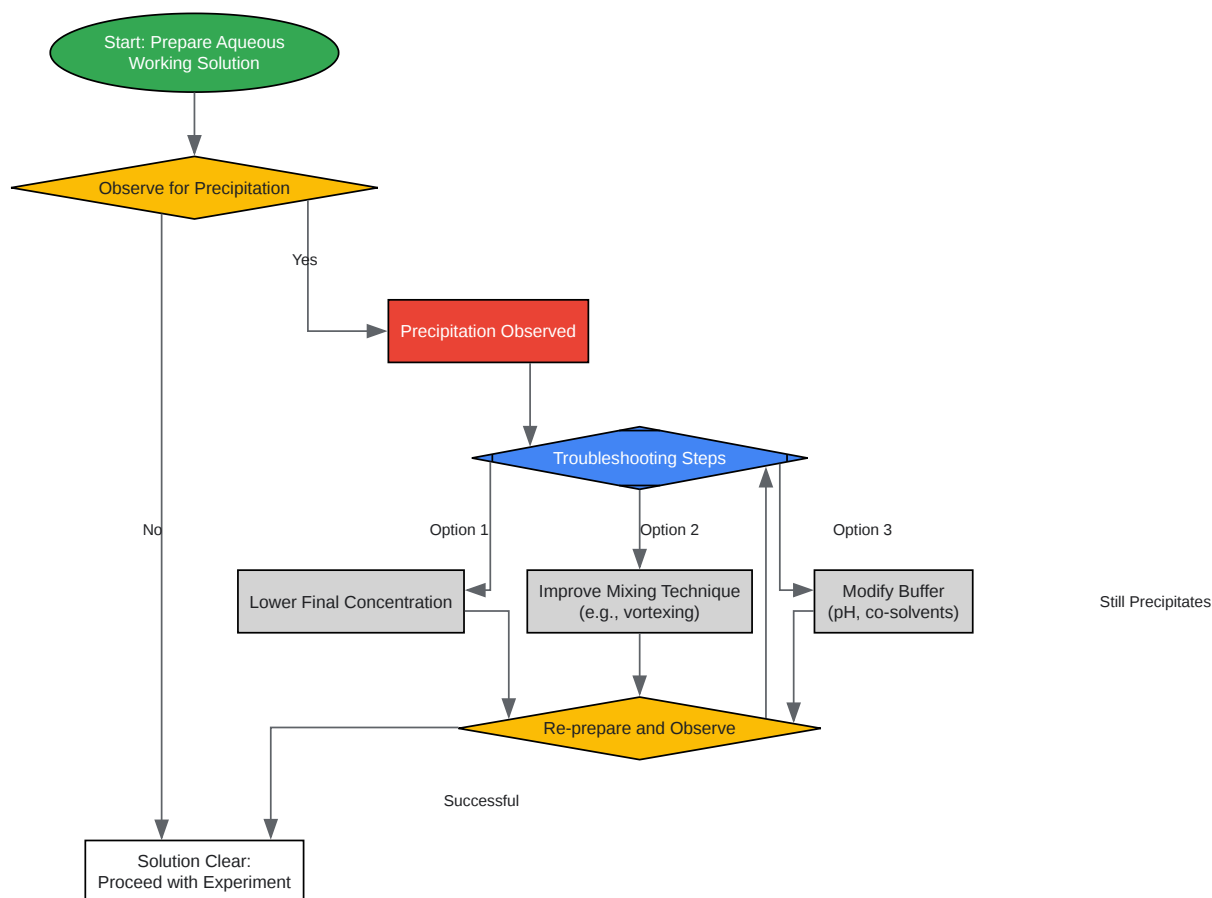 Start: Prepare Aqueous
Working Solution
Observe for Precipitation
Yes
Precipitation Observed
Troubleshooting Steps
No
Option 1
Option 2
Option 3
Lower Final Concentration
Improve Mixing Technique
(e.g., vortexing)
Modify Buffer
(pH, co-solvents)
Still Precipitates
Re-prepare and Observe
Successful
Solution Clear:
Proceed with Experiment